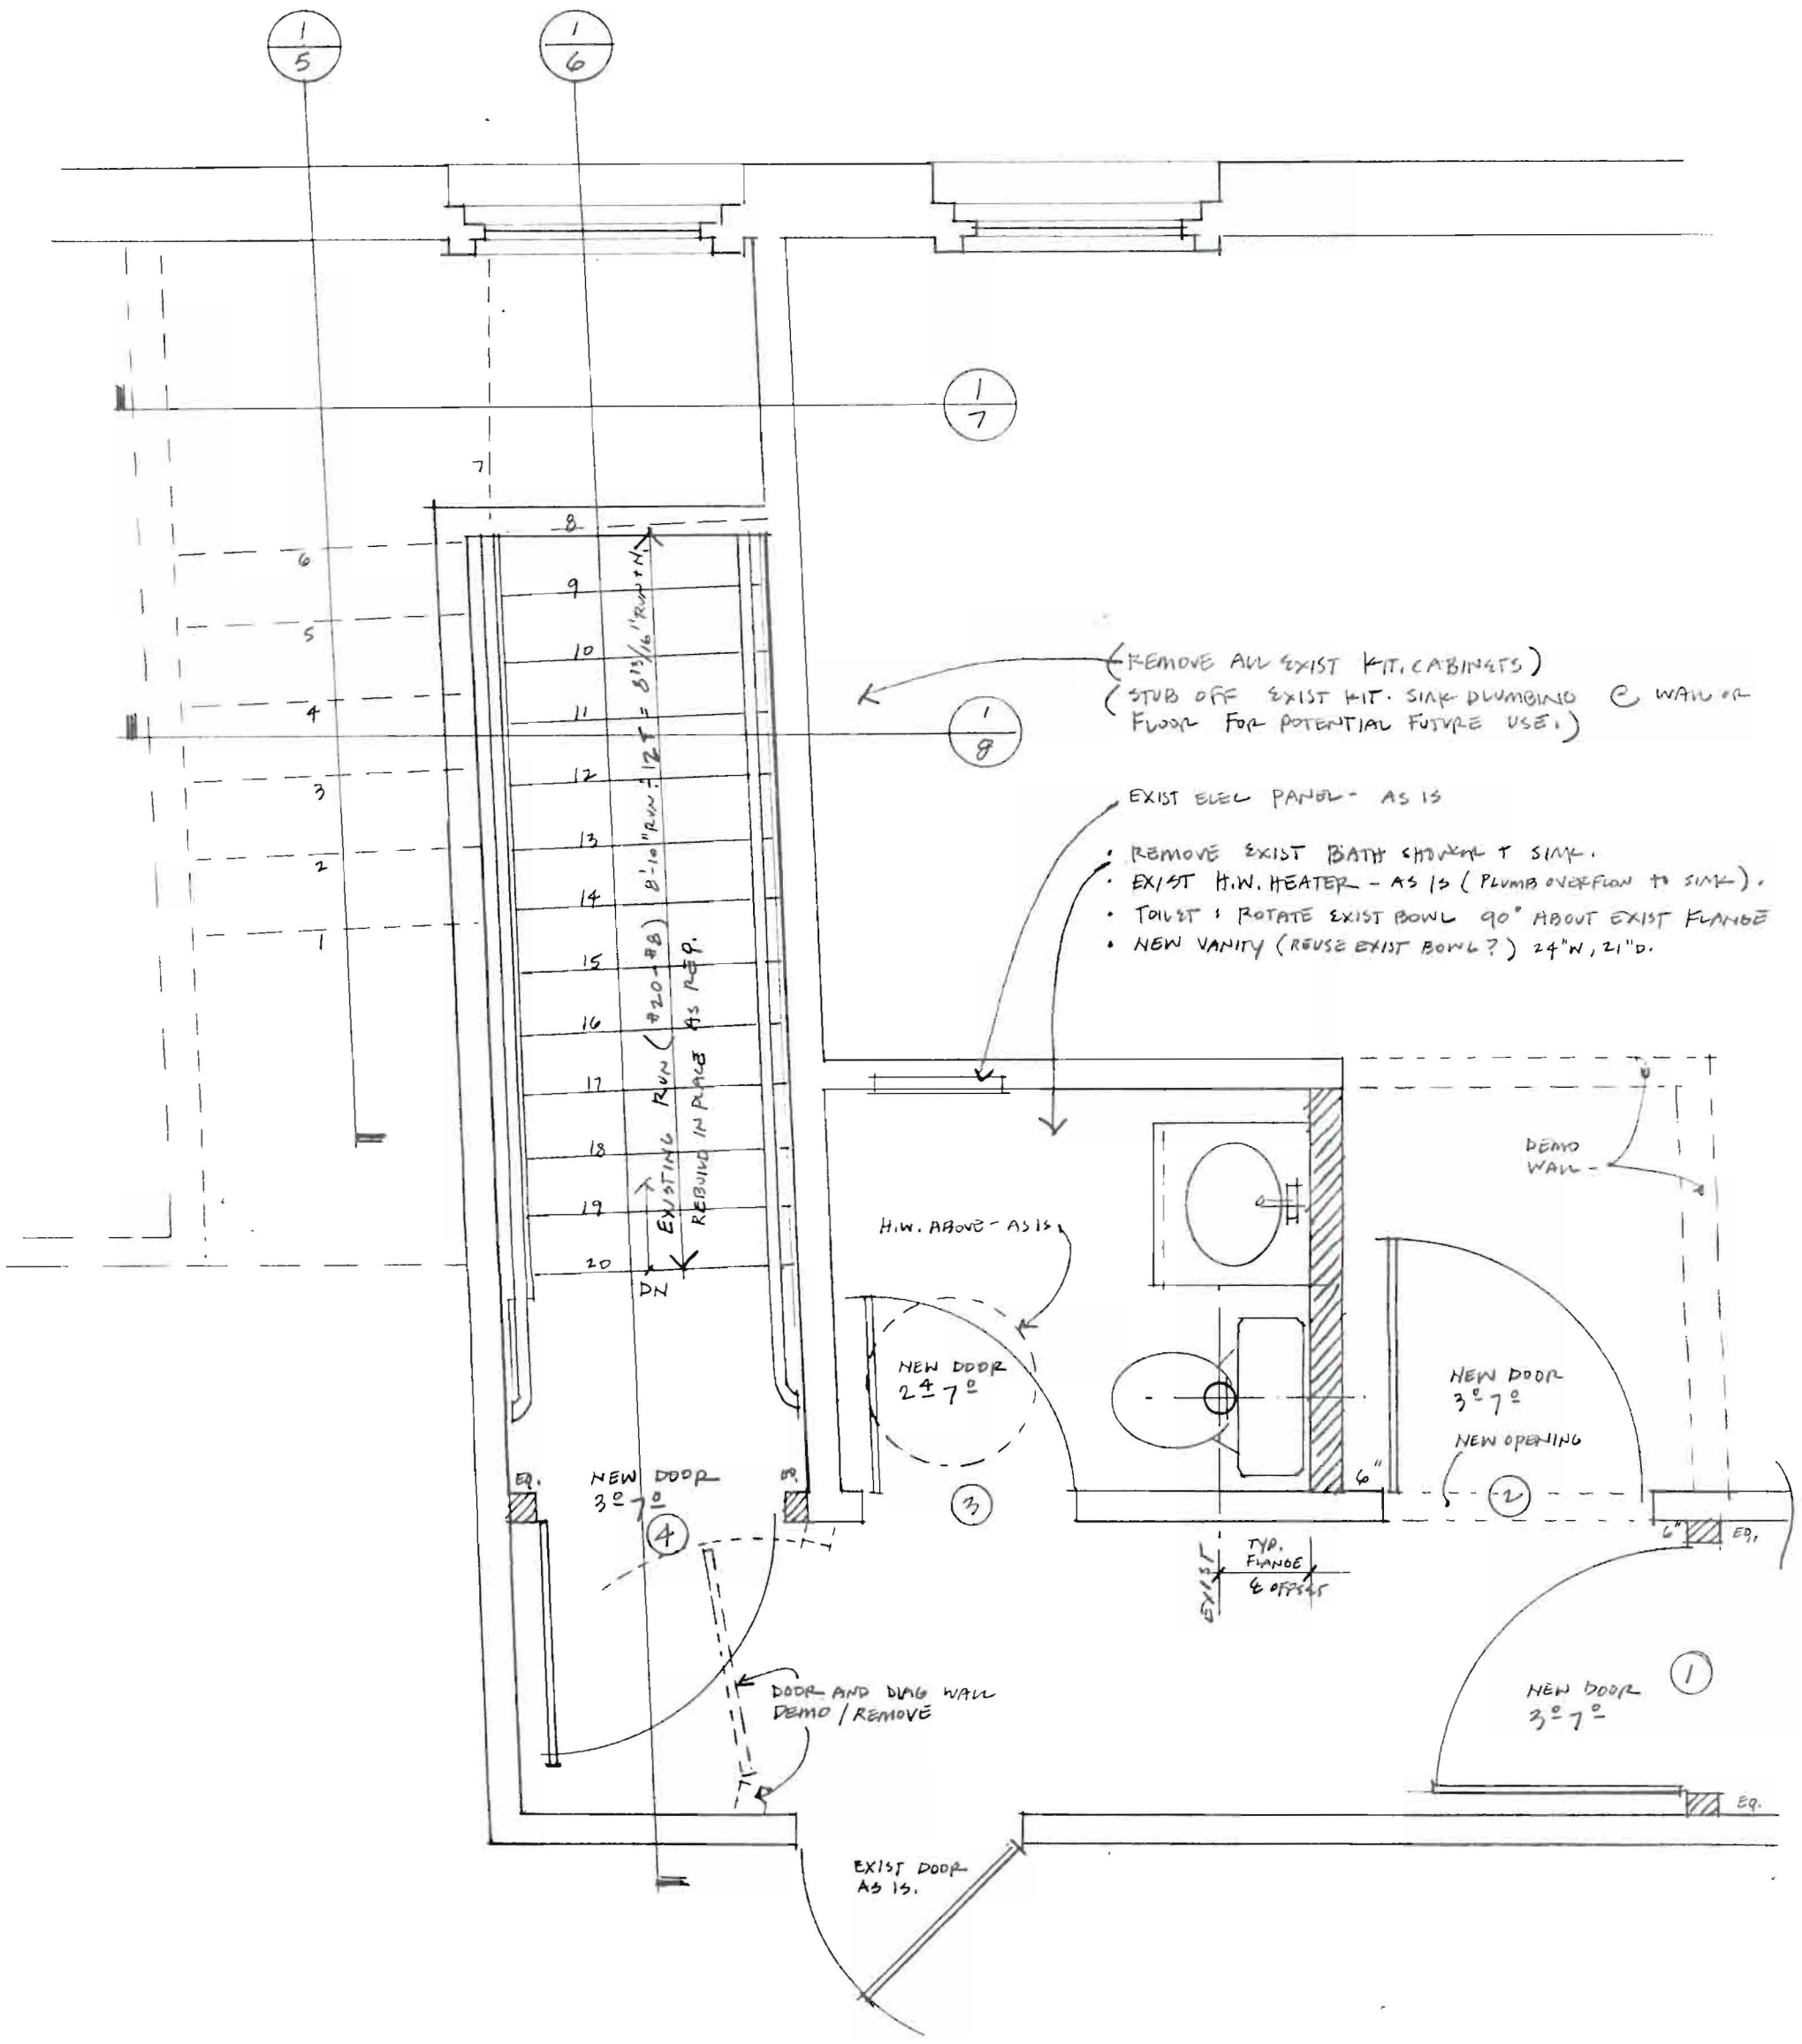 1
5
1
6
1
7
7
8
6
9
5
10
(REMOVE ALL EXIST KIT. CABINETS)
(STUB OFF EXIST KIT. SINK PLUMBING @ WALL OR
FLOOR FOR POTENTIAL FUTURE USE.)
4
11
1
8
3
12
EXIST ELEC PANEL - AS IS
2
13
• REMOVE EXIST BATH SHOWER + SINK.
• EXIST H.W. HEATER - AS IS (PLUMB OVERFLOW TO SINK).
• TOILET : ROTATE EXIST BOWL 90° ABOUT EXIST FLANGE
• NEW VANITY (REUSE EXIST BOWL?) 24"W, 21"D.
14
1
15
16
17
18
19
20
DN
EXISTING RUN (#20-#8) 8'-10" RUN ÷ 12T = 8 13/16" RUN + N.
REBUILD IN PLACE AS REQ.
DEMO
WALL -
H.W. ABOVE - AS IS
NEW DOOR
2⁴ 7⁰
NEW DOOR
3⁰ 7⁰
NEW OPENING
6"
2
EQ.
NEW DOOR
3⁰ 7⁰
EQ.
4
3
6"
EQ.
EXIST
TYP.
FLANGE
℄ OFFSET
DOOR AND DIAG WALL
DEMO / REMOVE
1
NEW DOOR
3⁰ 7⁰
EQ.
EXIST DOOR
AS IS.